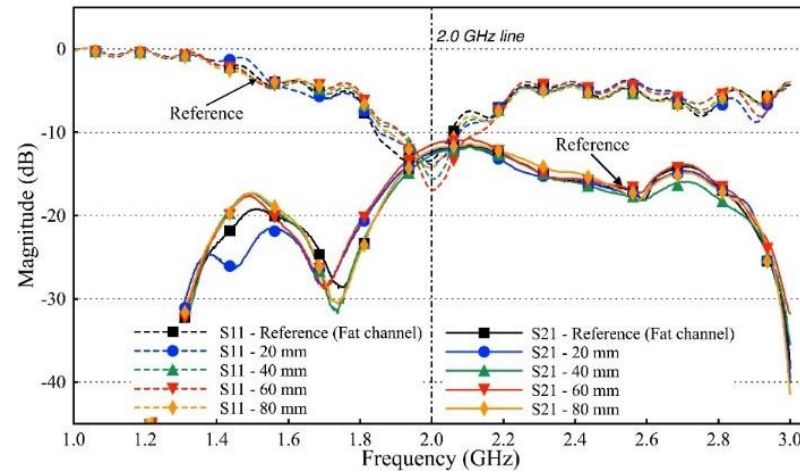 2.0 GHz line
0
-10
-20
-30
-40
Magnitude (dB)
Reference
Reference
S11 - Reference (Fat channel)
S11 - 20 mm
S11 - 40 mm
S11 - 60 mm
S11 - 80 mm
S21 - Reference (Fat channel)
S21 - 20 mm
S21 - 40 mm
S21 - 60 mm
S21 - 80 mm
1.0 1.2 1.4 1.6 1.8 2.0 2.2 2.4 2.6 2.8 3.0
Frequency (GHz)